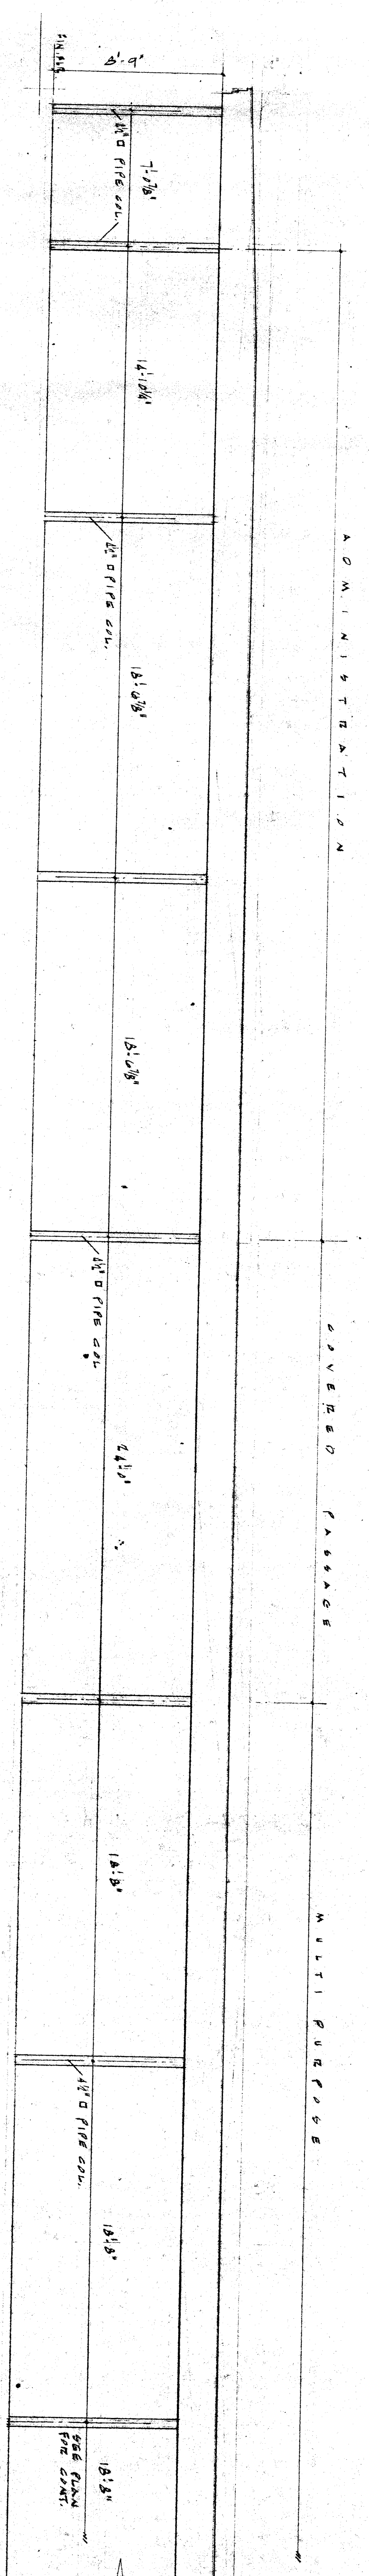 FIN. FLR.
8'-9"
4½" □ PIPE COL.
7'-0⅞"
14'-10¼"
4½" □ PIPE COL.
18'-6⅞"
18'-6⅞"
4½" □ PIPE COL
24'-0"
18'-8"
4½" □ PIPE COL.
18'-8"
SEE PLAN
FOR CONT.
18'-8"
ADMINISTRATION
COVERED PASSAGE
MULTI PURPOSE